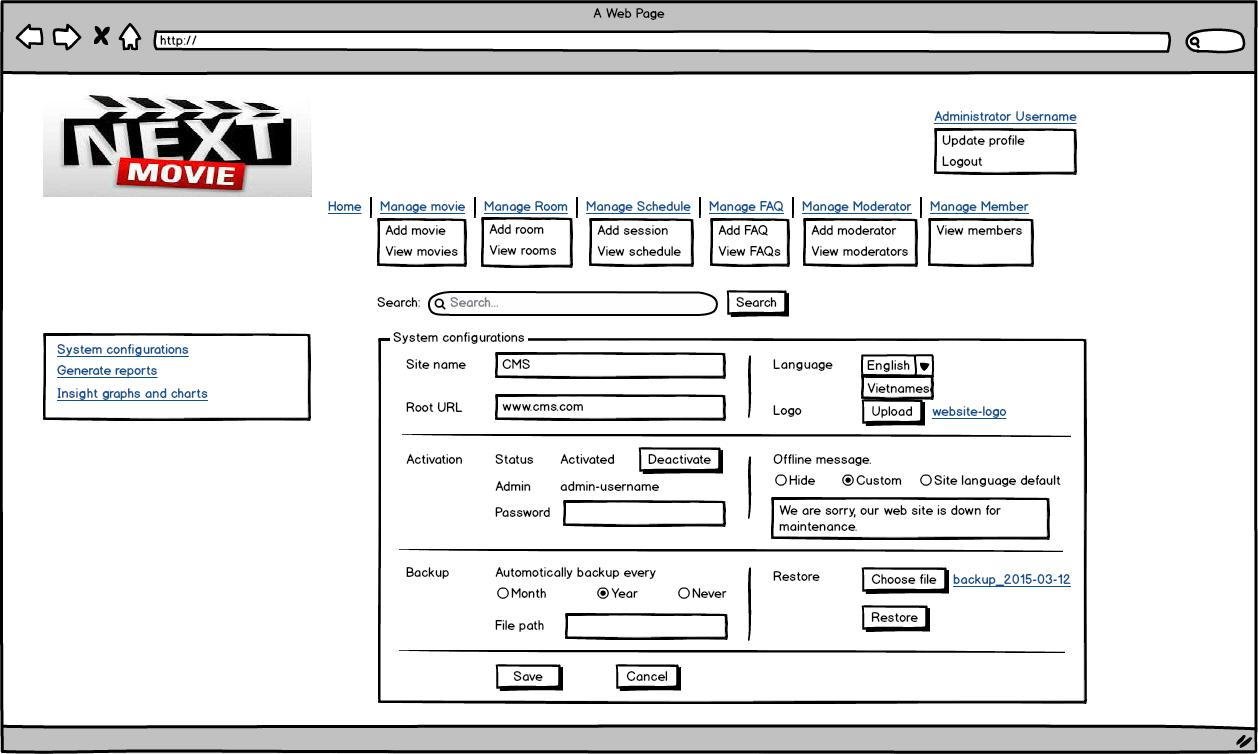 A Web Page
http://
NEXT
MOVIE
Administrator Username
Update profile
Logout
Home Manage movie Manage Room Manage Schedule Manage FAQ Manage Moderator Manage Member
Add movie Add room Add session Add FAQ Add moderator View members
View movies View rooms View schedule View FAQs View moderators
Search: Search... Search
System configurations
Generate reports
Insight graphs and charts
System configurations
Site name CMS Language English
Vietnames
Root URL www.cms.com Logo Upload website-logo
Activation Status Activated Deactivate Offline message.
Admin admin-username Hide Custom Site language default
Password We are sorry, our web site is down for
maintenance.
Backup Automotically backup every Restore Choose file backup_2015-03-12
Month Year Never
File path Restore
Save Cancel